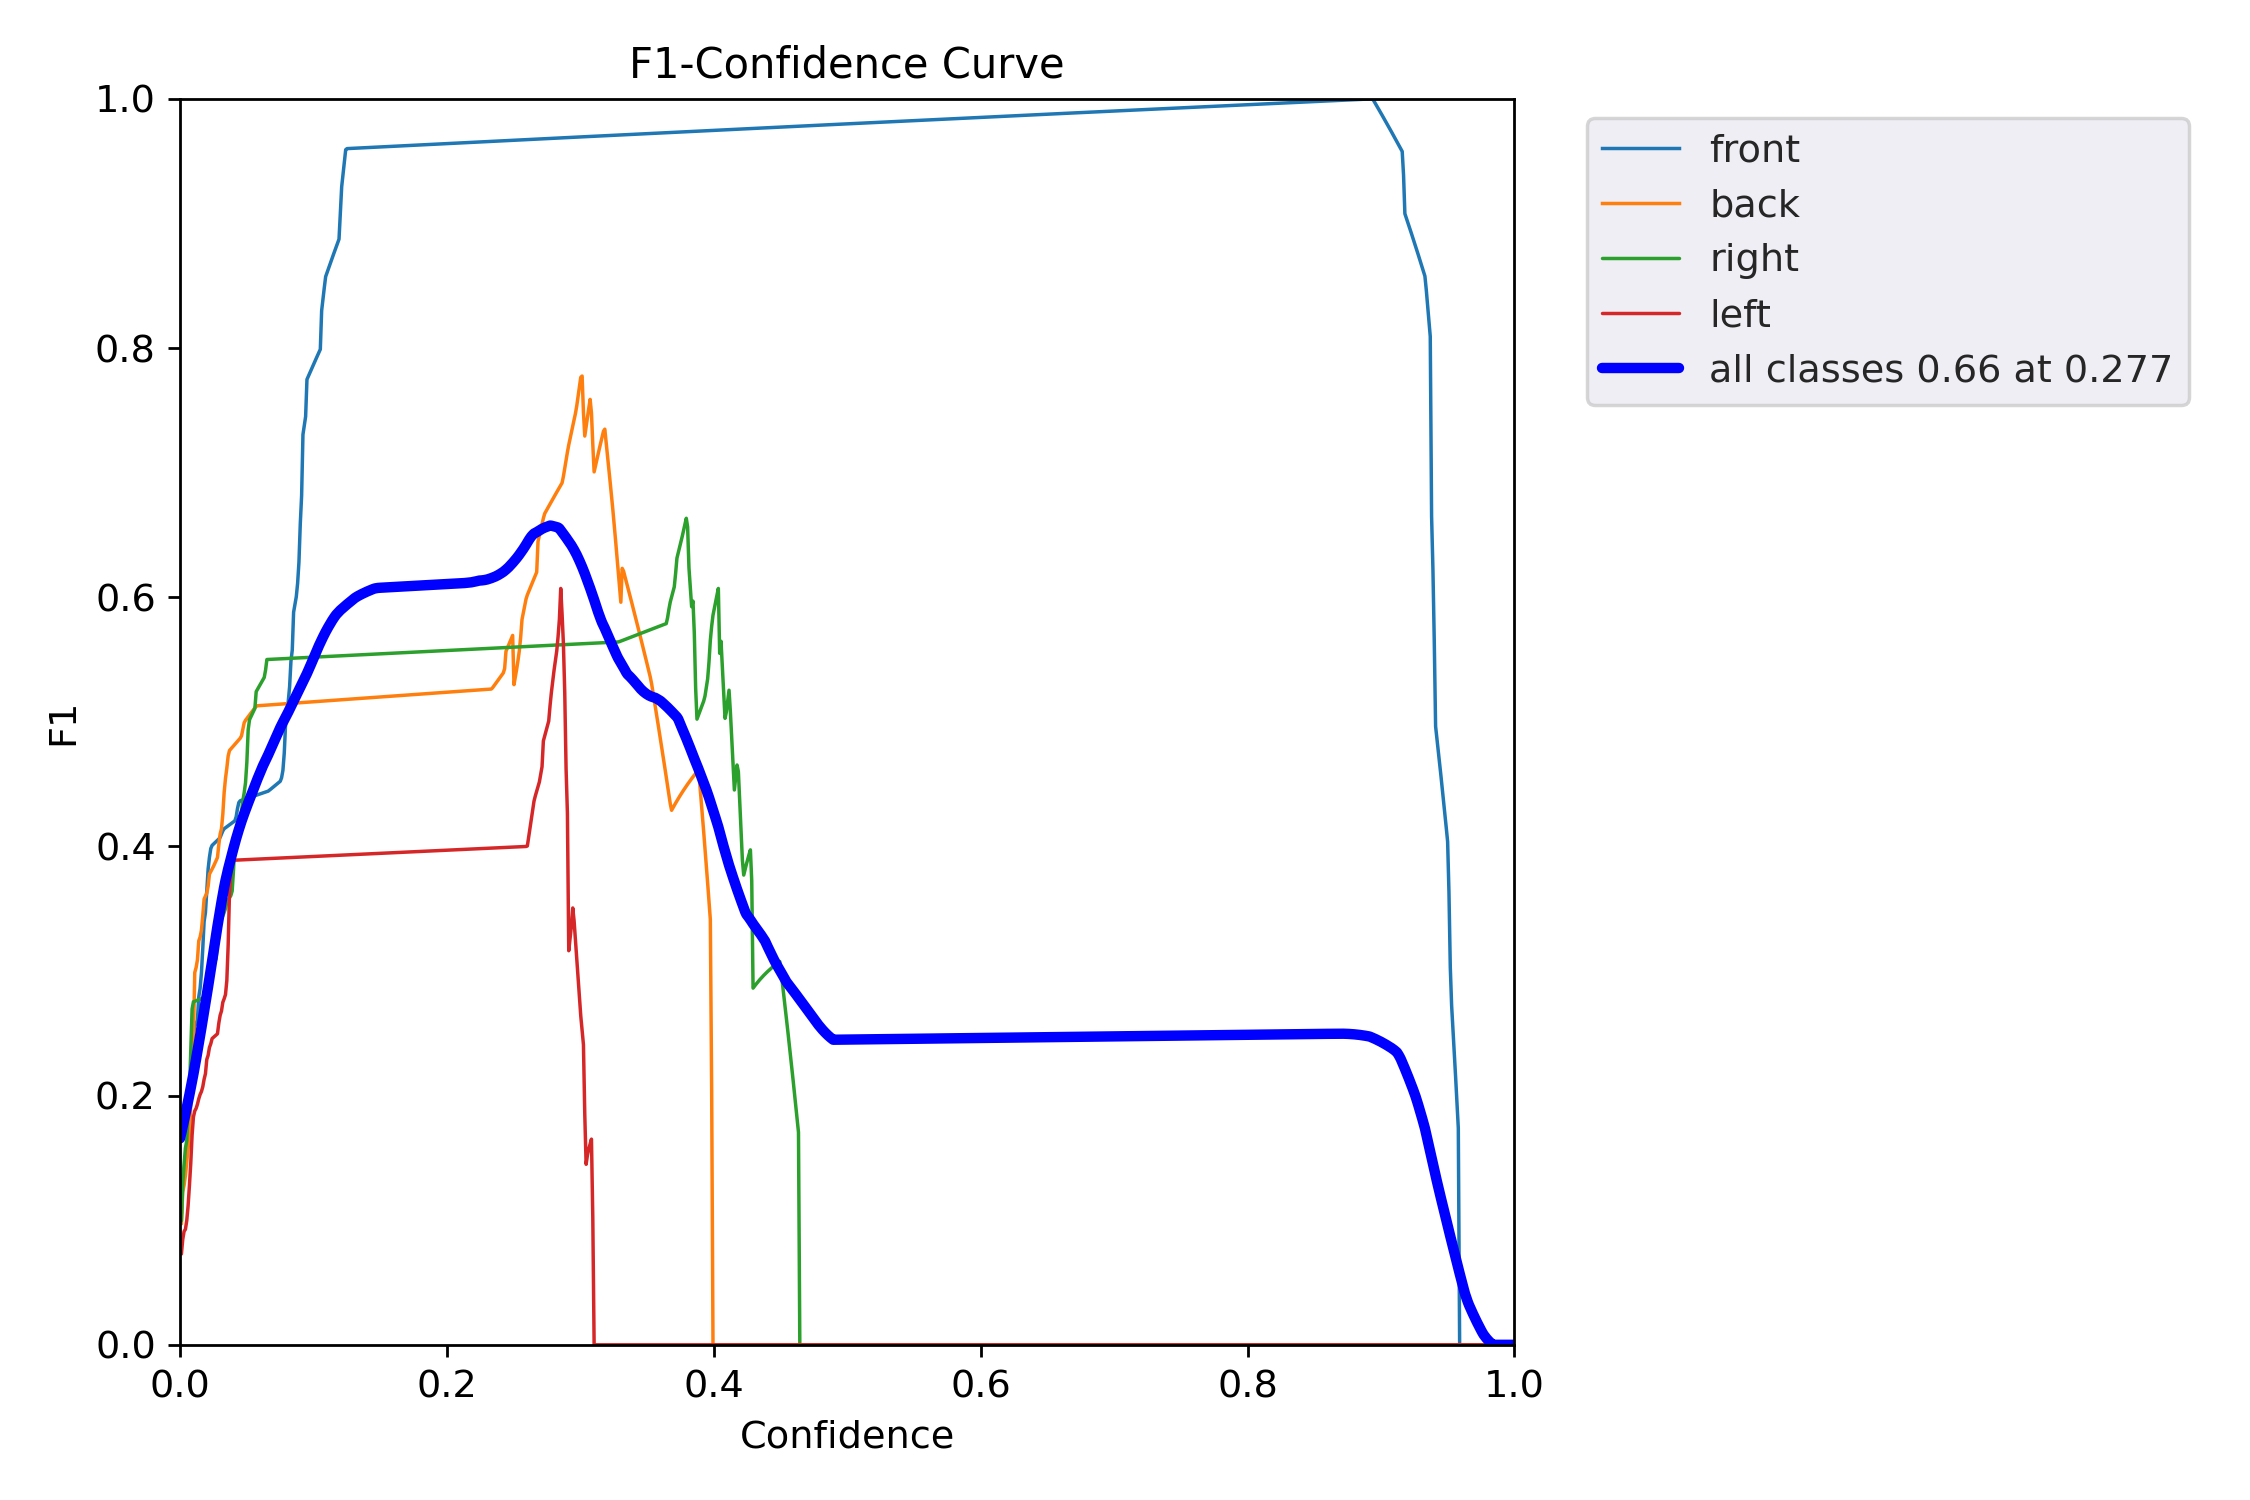 F1-Confidence Curve
1.0
0.8
0.6
0.4
0.2
0.0
F1
0.0 0.2 0.4 0.6 0.8 1.0
Confidence
front
back
right
left
all classes 0.66 at 0.277